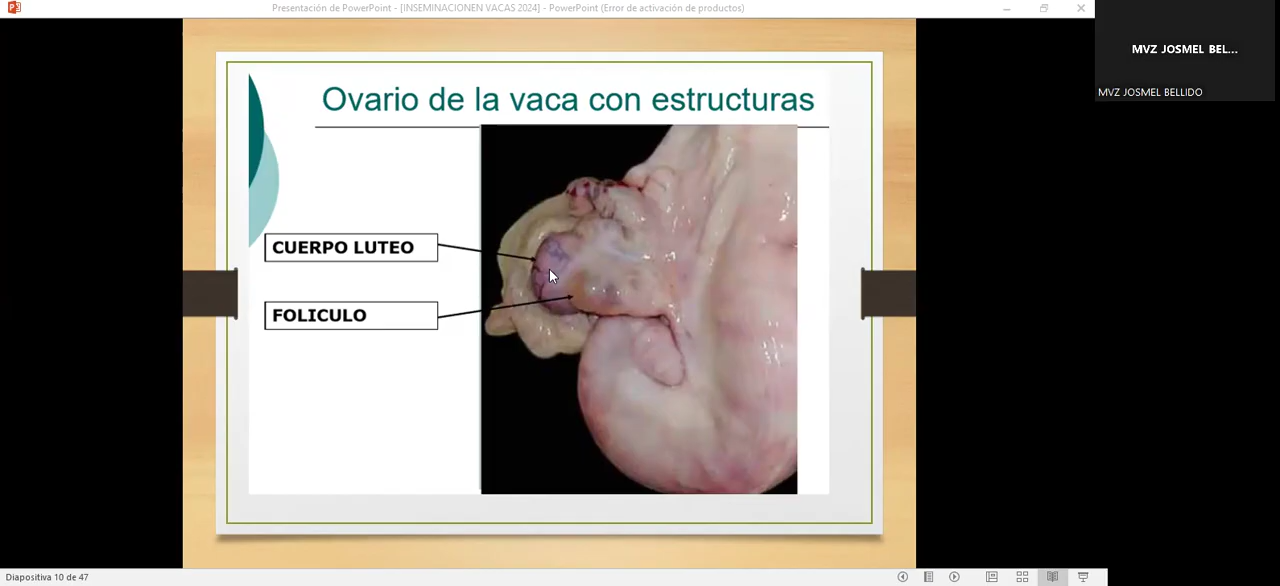 Presentación de PowerPoint - [INSEMINACIONEN VACAS 2024] - PowerPoint (Error de activación de productos)
MVZ JOSMEL BEL...
MVZ JOSMEL BELLIDO
Ovario de la vaca con estructuras
CUERPO LUTEO
FOLICULO
Diapositiva 10 de 47